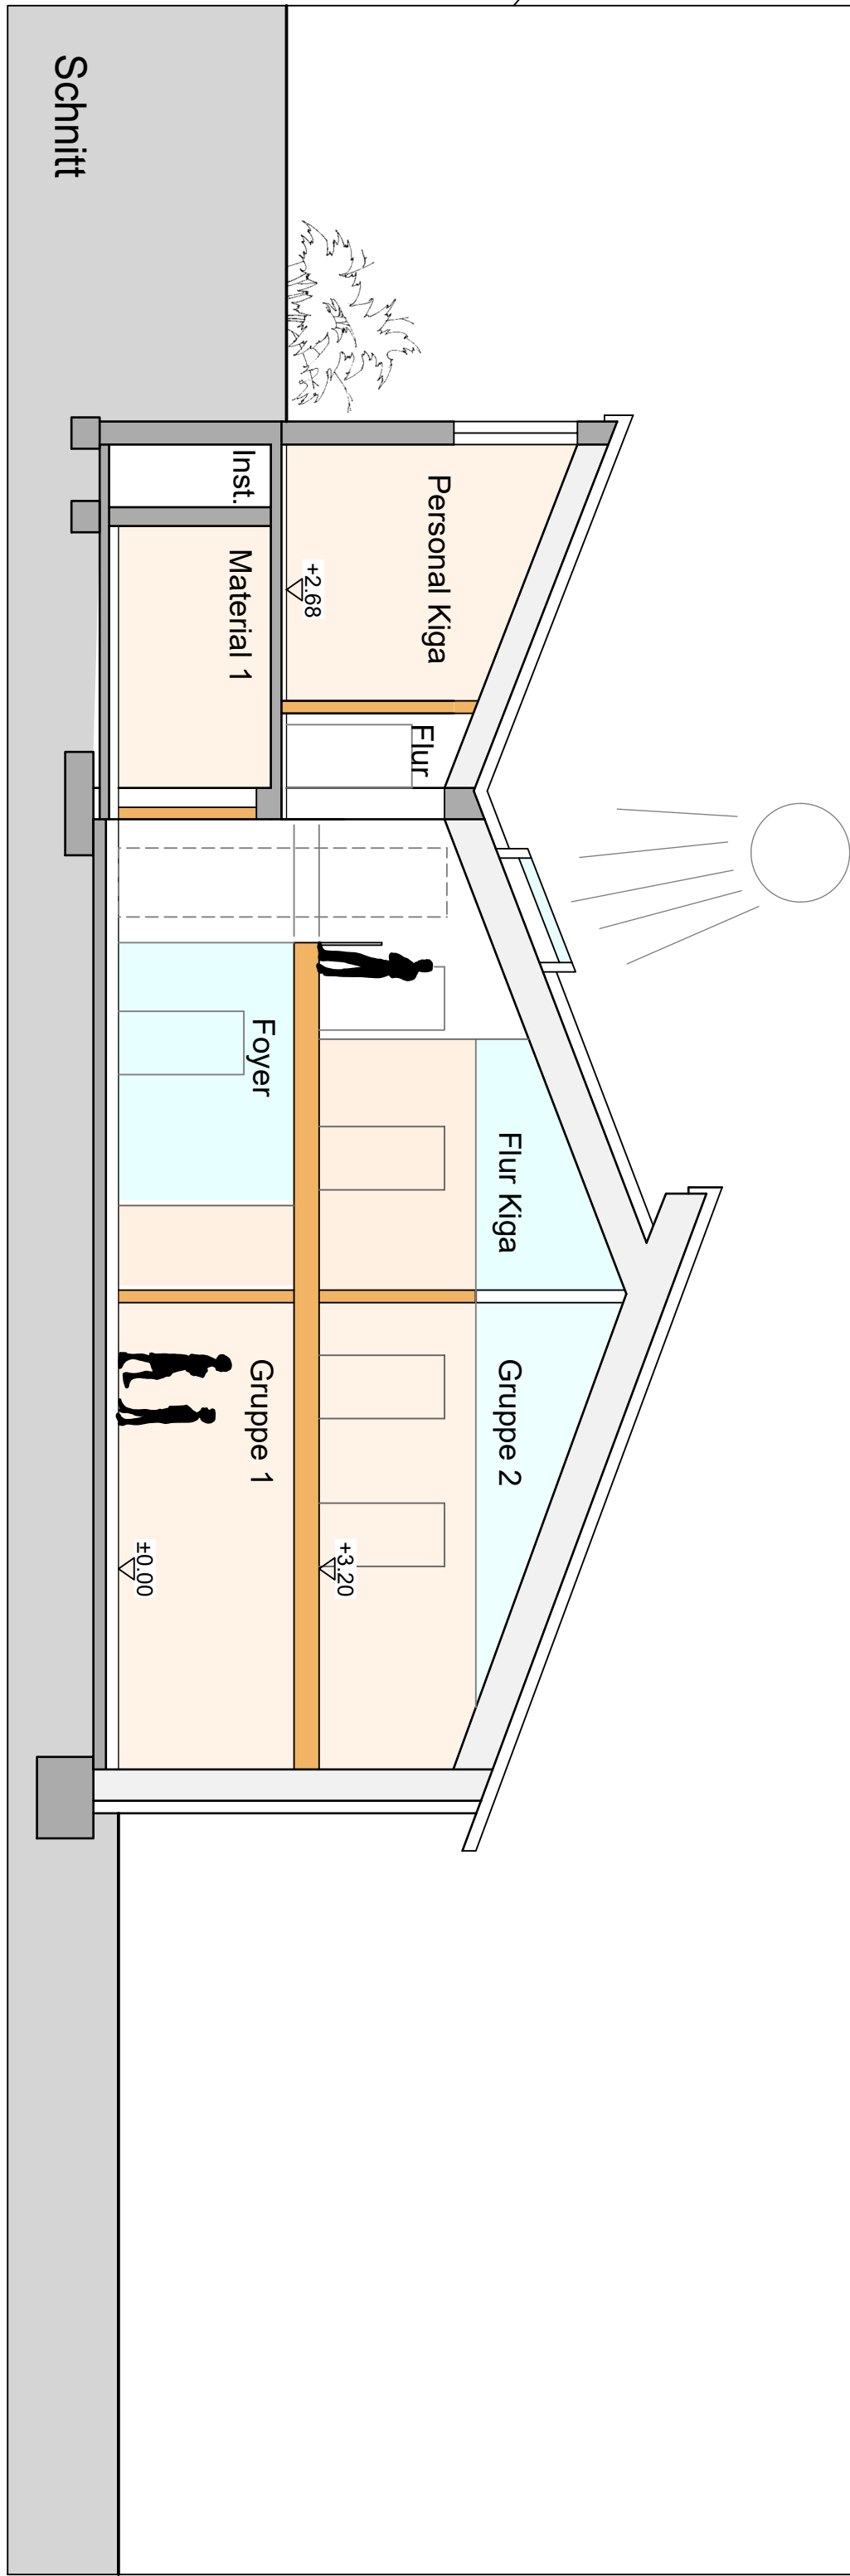 Flur Kiga
Gruppe 2
Personal Kiga
Flur
+3.20
+2.68
Inst.
Material 1
Foyer
Gruppe 1
±0.00
Schnitt